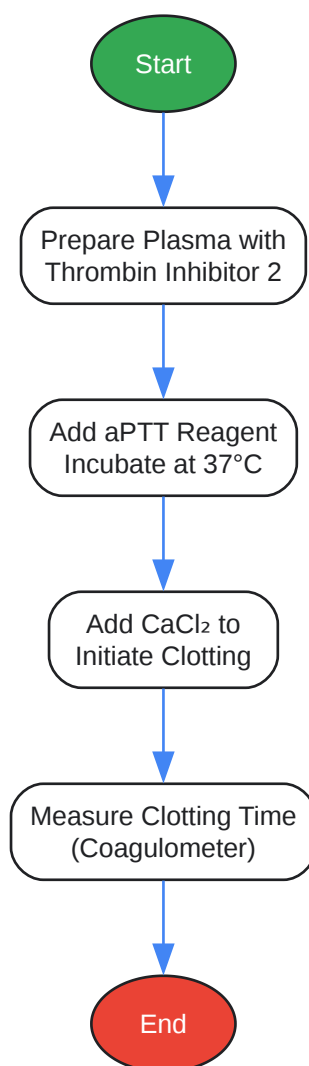 Start
Prepare Plasma with
Thrombin Inhibitor 2
Add aPTT Reagent
Incubate at 37°C
Add CaCl₂ to
Initiate Clotting
Measure Clotting Time
(Coagulometer)
End